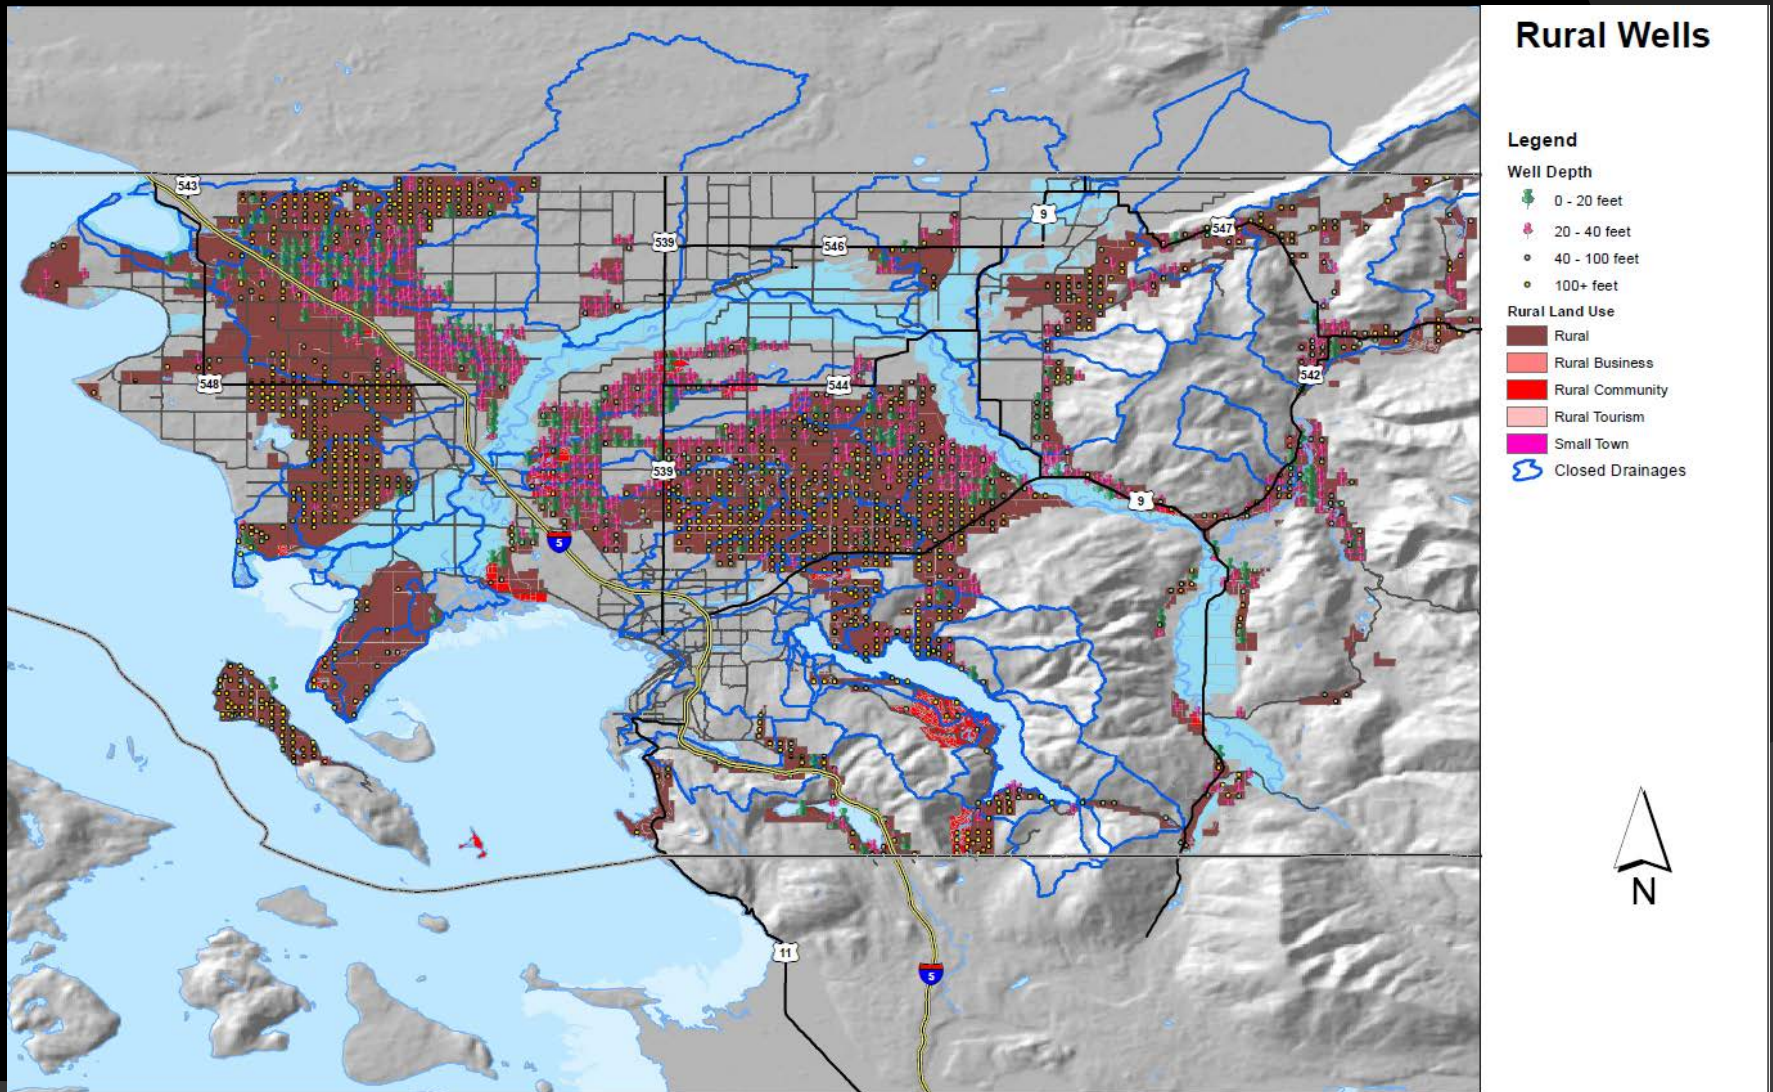 Rural Wells
Legend
Well Depth
0 - 20 feet
20 - 40 feet
40 - 100 feet
100+ feet
Rural Land Use
Rural
Rural Business
Rural Community
Rural Tourism
Small Town
Closed Drainages
N
543
9
547
539
546
548
544
542
539
9
5
11
5